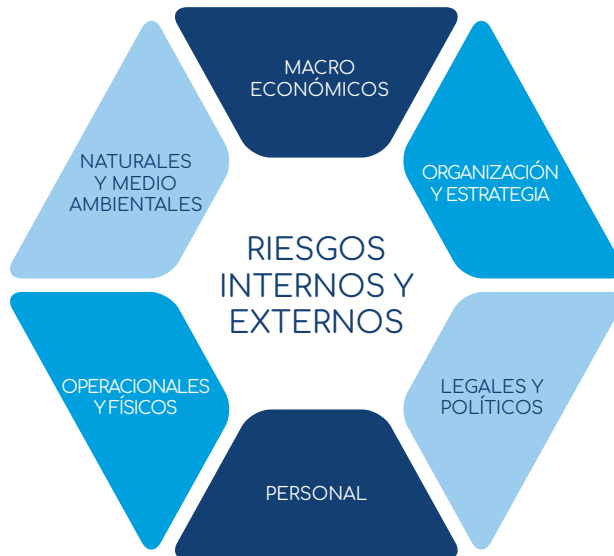 MACRO
ECONÓMICOS
ORGANIZACIÓN
Y ESTRATEGIA
LEGALES Y
POLÍTICOS
PERSONAL
OPERACIONALES
Y FÍSICOS
NATURALES
Y MEDIO
AMBIENTALES
RIESGOS
INTERNOS Y
EXTERNOS